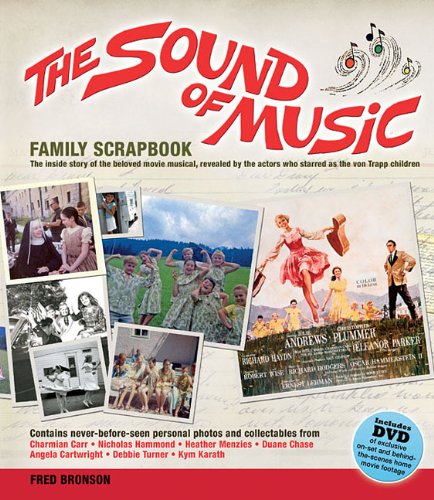 THE SOUND
OF MUSIC
FAMILY SCRAPBOOK
The inside story of the beloved movie musical, revealed by the actors who starred as the von Trapp children
COLOR
ANDREWS · PLUMMER
RICHARD HAYDN
ELEANOR PARKER
ROBERT WISE
RICHARD RODGERS
OSCAR HAMMERSTEIN II
ERNEST LEHMAN
Contains never-before-seen personal photos and collectables from
Charmian Carr • Nicholas Hammond • Heather Menzies • Duane Chase
Angela Cartwright • Debbie Turner • Kym Karath
Includes
DVD
of exclusive
on-set and behind-
the-scenes home
movie footage
FRED BRONSON